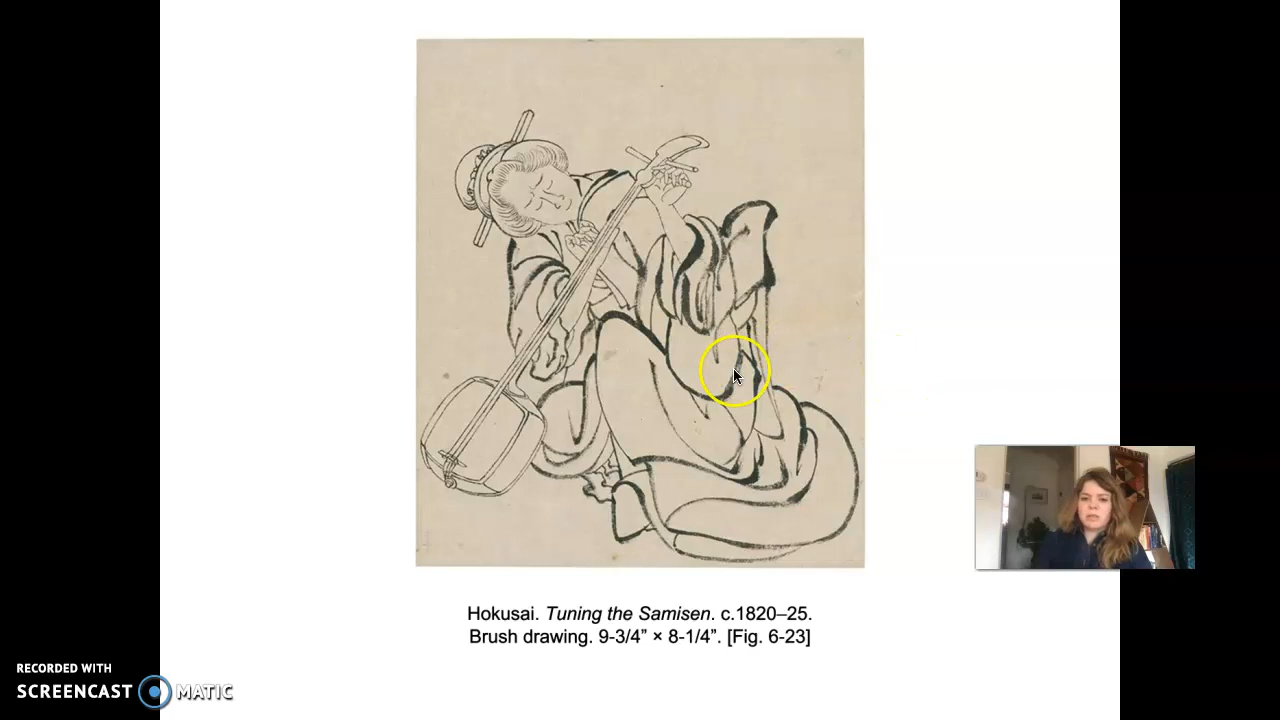 Hokusai. Tuning the Samisen. c.1820–25.
Brush drawing. 9-3/4” × 8-1/4”. [Fig. 6-23]
RECORDED WITH
SCREENCAST MATIC